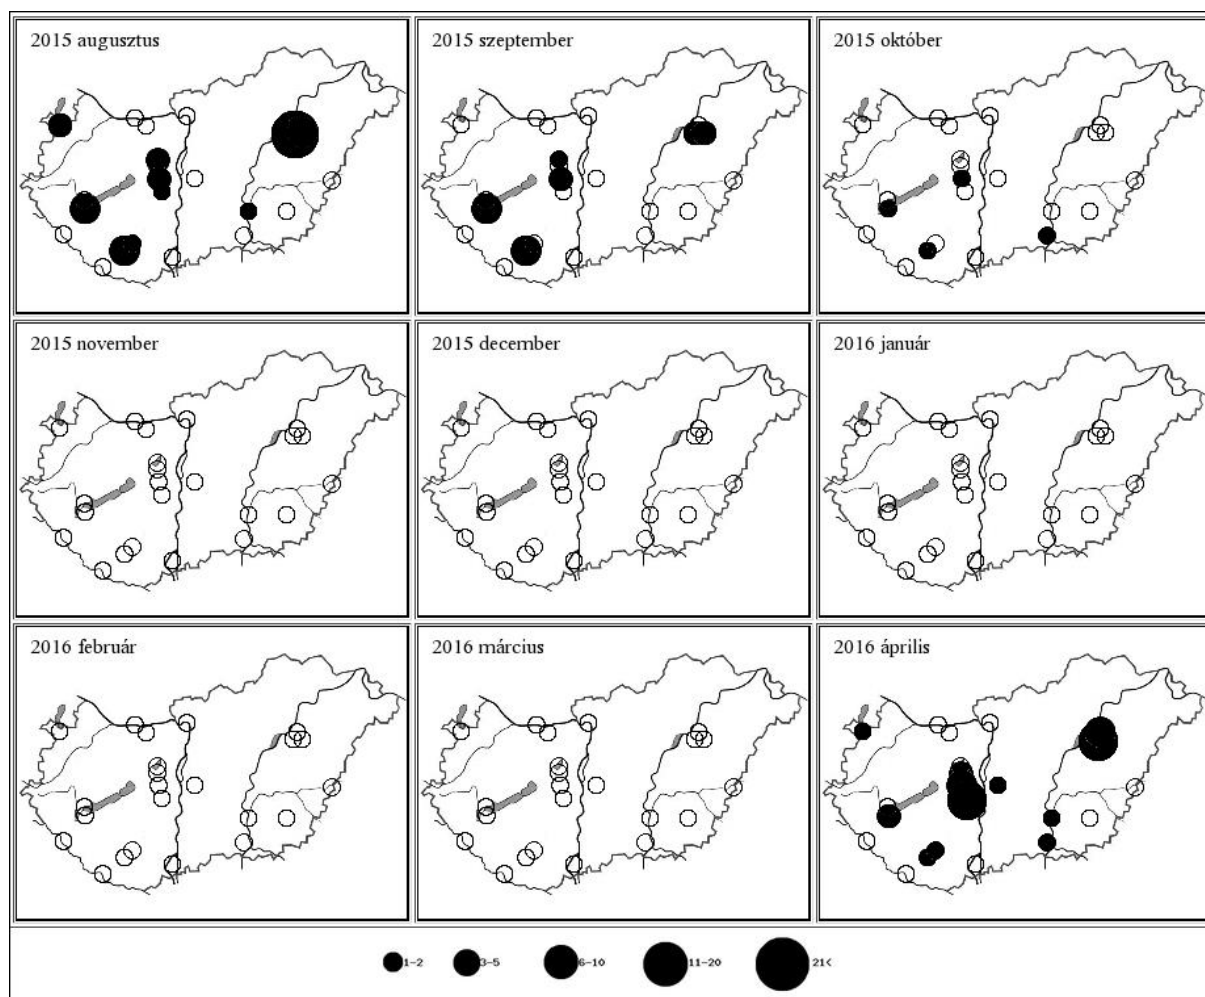 2015 augusztus
2015 szeptember
2015 október
2015 november
2015 december
2016 január
2016 február
2016 március
2016 április
1-2
3-5
6-10
11-20
21<